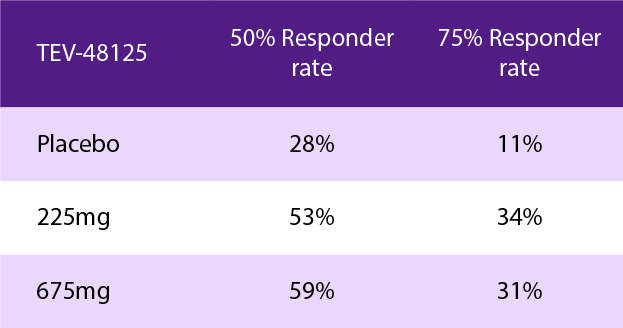 TEV-48125 50% Responder rate 75% Responder rate
Placebo 28% 11%
225mg 53% 34%
675mg 59% 31%